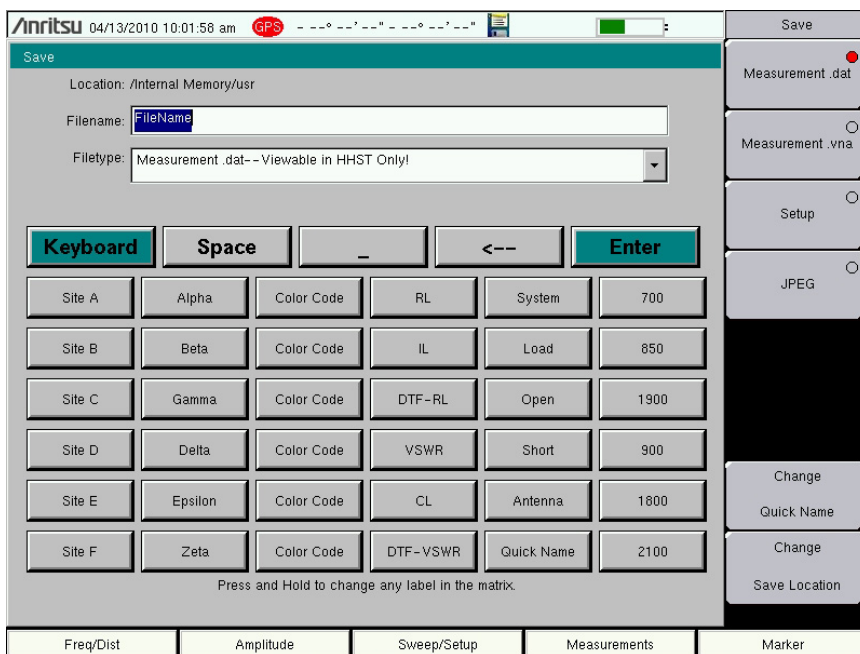 /Inritsu 04/13/2010 10:01:58 am GPS - --° --'--" - --° --'--"
Save
Save
Location: /Internal Memory/usr
Filename: FileName
Filetype: Measurement .dat--Viewable in HHST Only!
Keyboard Space _ <-- Enter
Site A Alpha Color Code RL System 700
Site B Beta Color Code IL Load 850
Site C Gamma Color Code DTF-RL Open 1900
Site D Delta Color Code VSWR Short 900
Site E Epsilon Color Code CL Antenna 1800
Site F Zeta Color Code DTF-VSWR Quick Name 2100
Press and Hold to change any label in the matrix.
Measurement .dat
Measurement .vna
Setup
JPEG
Change
Quick Name
Change
Save Location
Freq/Dist Amplitude Sweep/Setup Measurements Marker